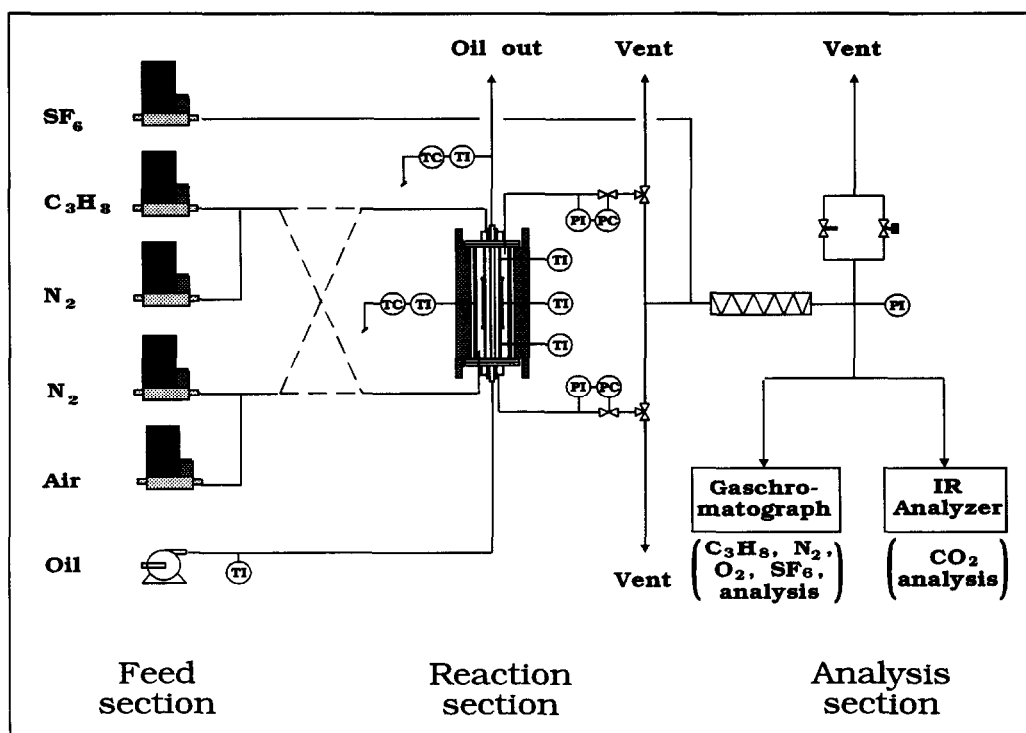 Oil out
Vent
Vent
SF6
C3H8
N2
N2
Air
Oil
TC
TI
TC
TI
TI
TI
TI
PI
PC
PI
PC
PI
TI
Vent
Gaschro-
matograph
(C3H8, N2,
O2, SF6,
analysis)
IR
Analyzer
(CO2
analysis)
Feed
section
Reaction
section
Analysis
section